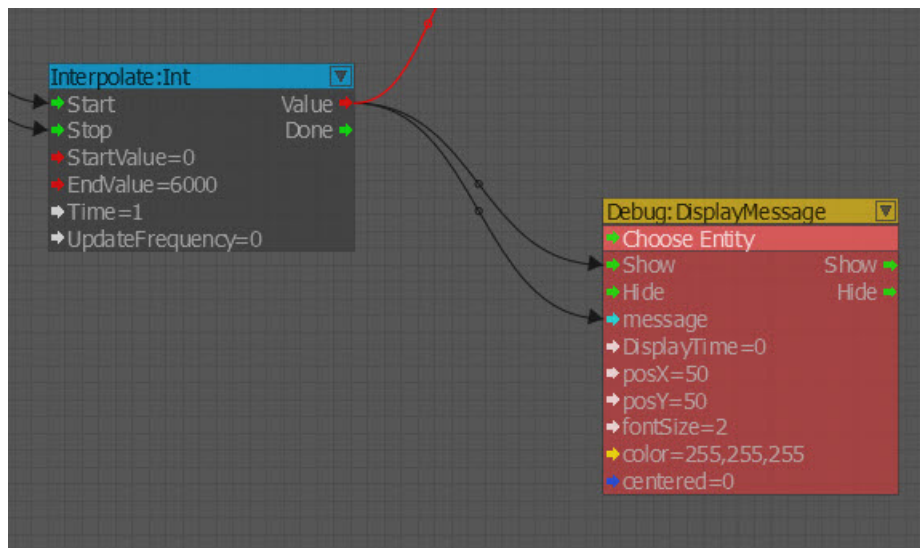 Interpolate:Int
Start Value
Stop Done
StartValue=0
EndValue=6000
Time=1
UpdateFrequency=0
Debug:DisplayMessage
Choose Entity
Show Show
Hide Hide
message
DisplayTime=0
posX=50
posY=50
fontSize=2
color=255,255,255
centered=0